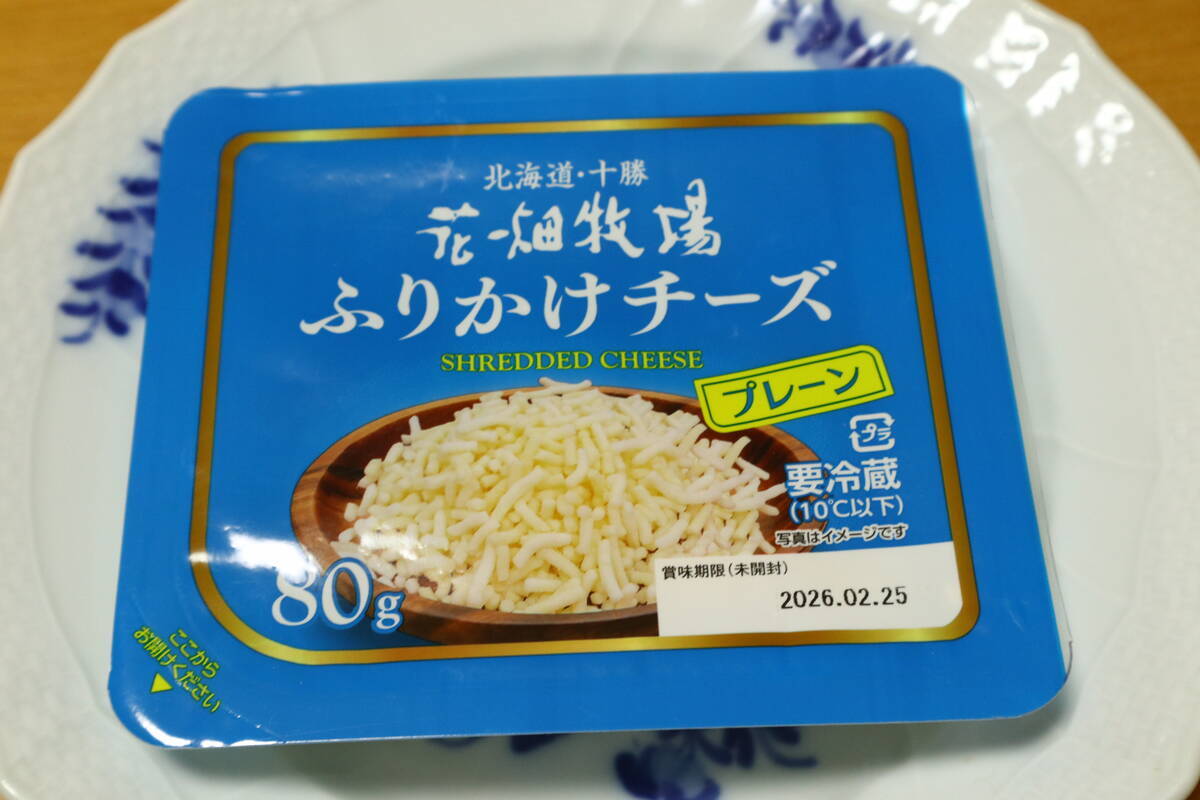 北海道・十勝
花畑牧場
ふりかけチーズ
SHREDDED CHEESE
プレーン
プラ
要冷蔵
(10℃以下)
写真はイメージです
80g
賞味期限(未開封)
2026.02.25
ここから
お開けください